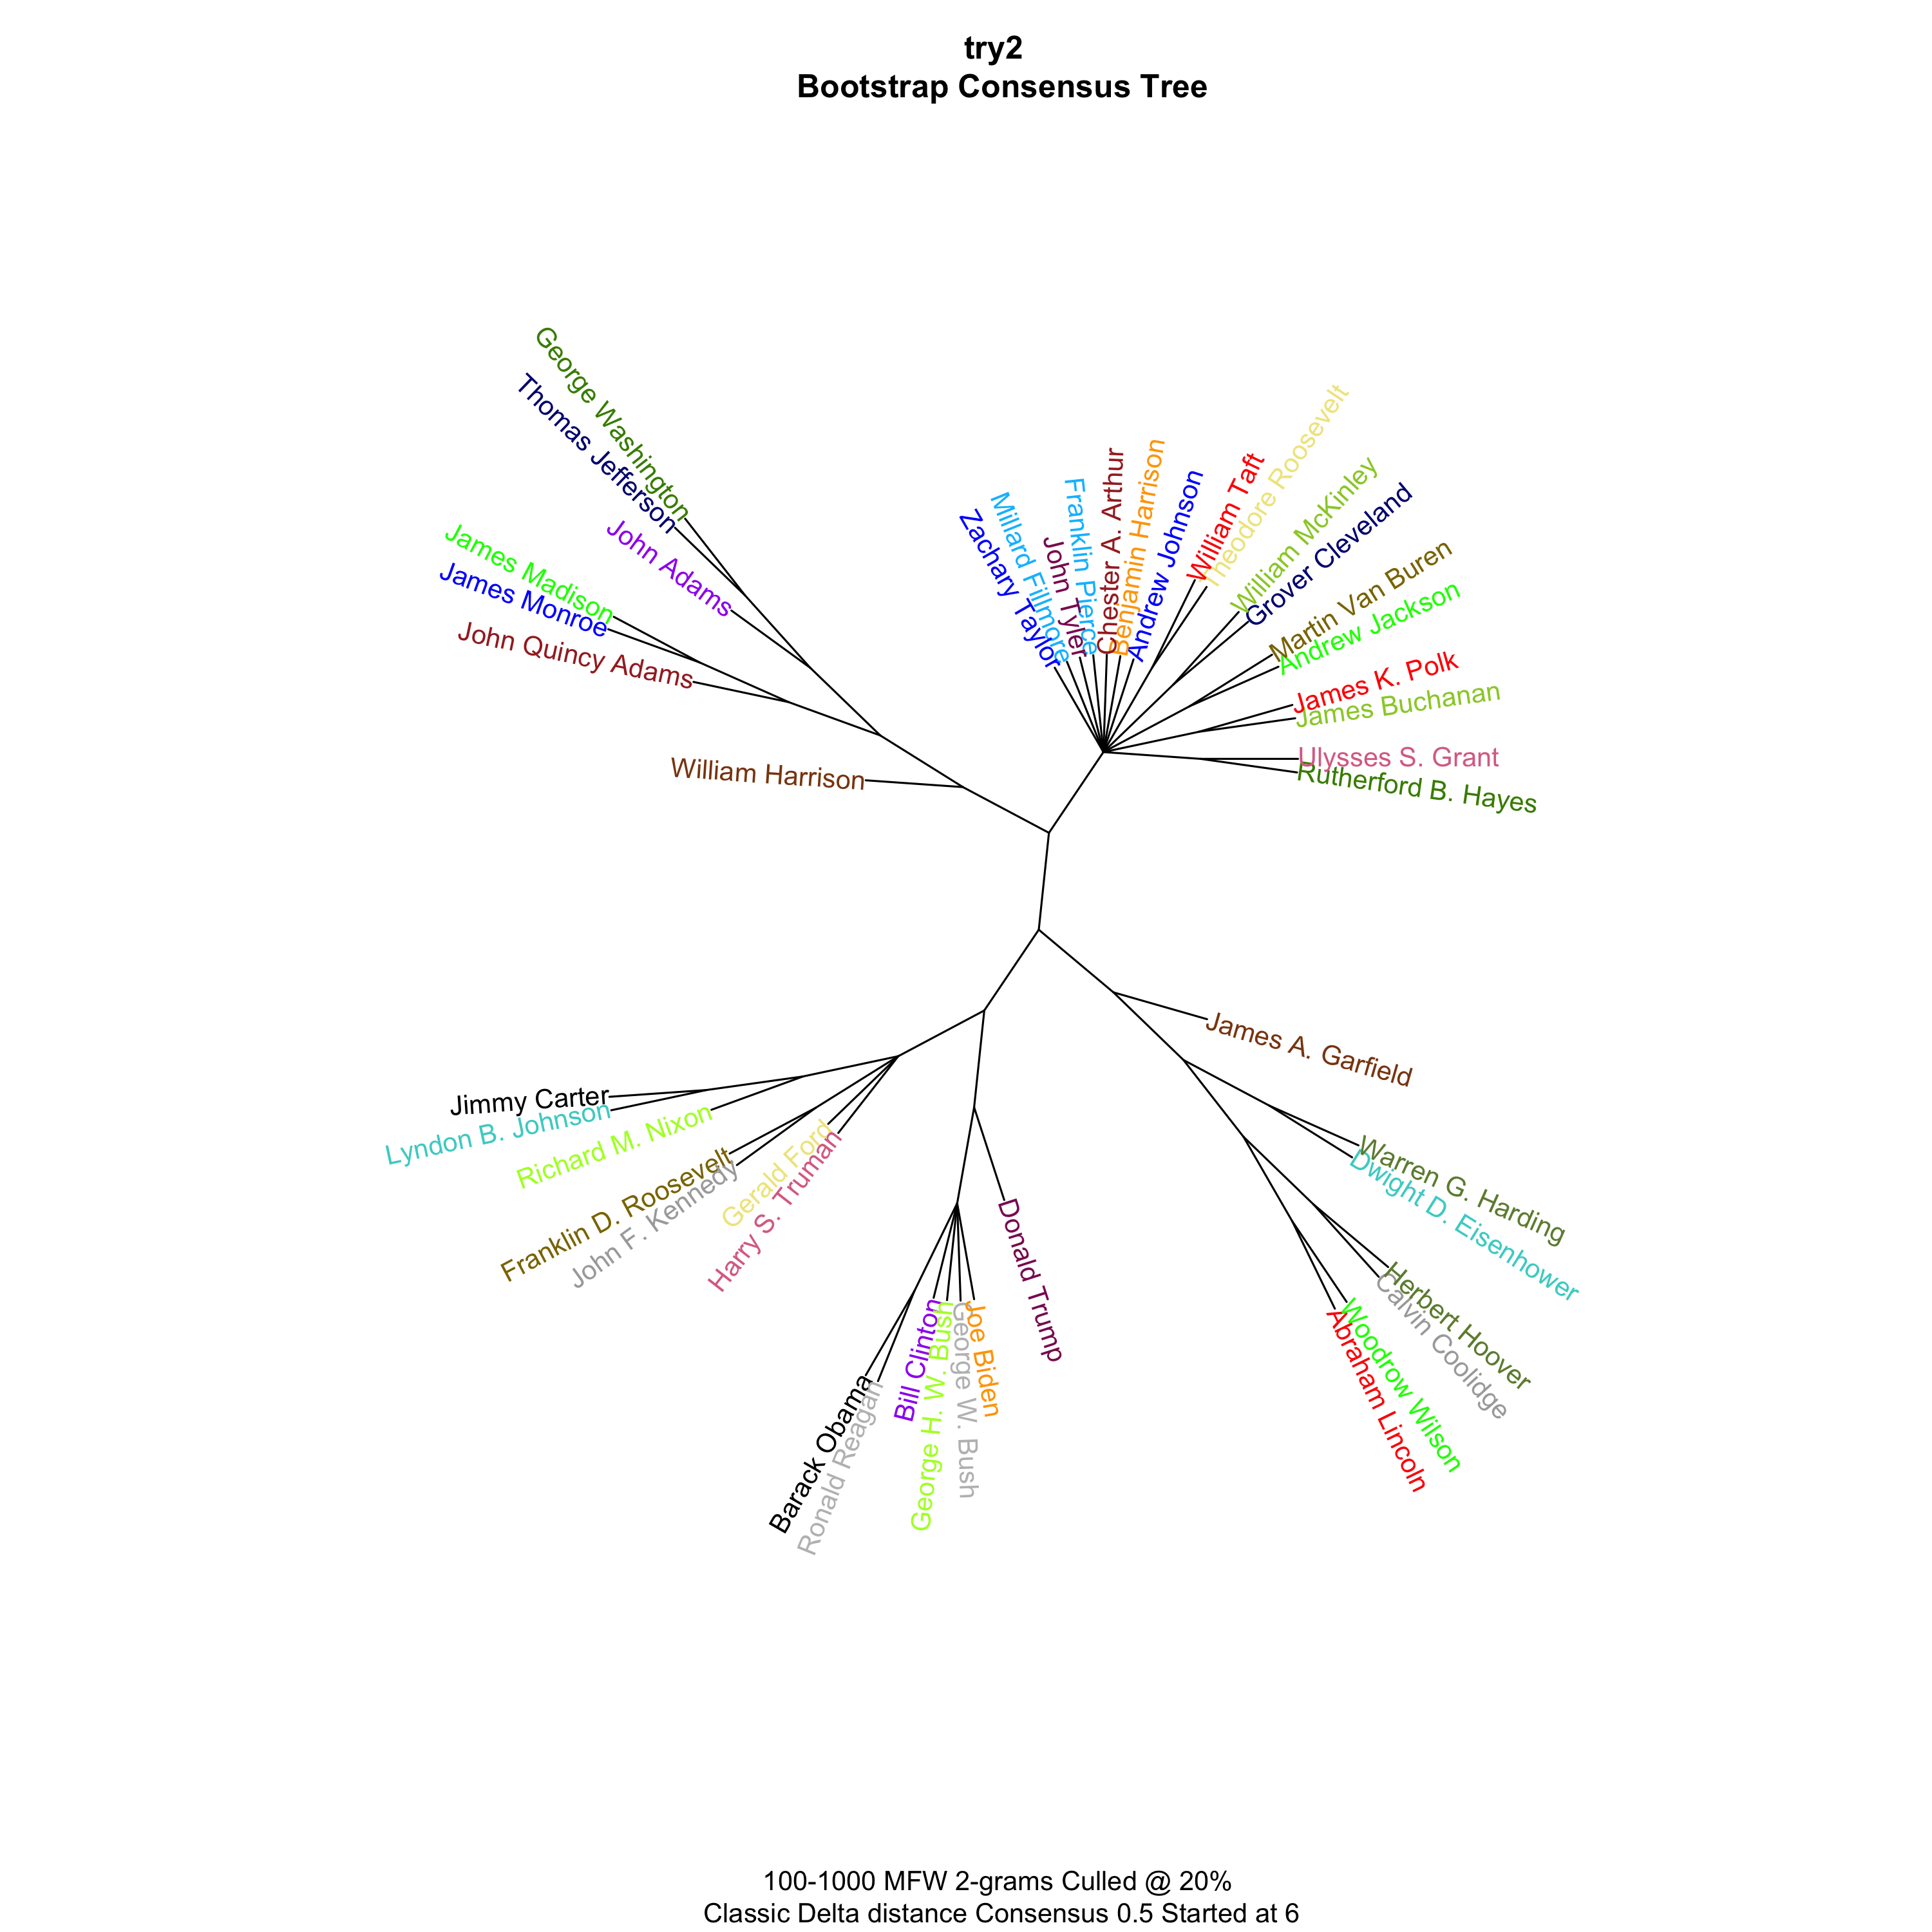 try2
Bootstrap Consensus Tree
George Washington
Thomas Jefferson
John Adams
James Madison
James Monroe
John Quincy Adams
William Harrison
Zachary Taylor
Millard Fillmore
John Tyler
Franklin Pierce
Chester A. Arthur
Benjamin Harrison
Andrew Johnson
William Taft
Theodore Roosevelt
William McKinley
Grover Cleveland
Martin Van Buren
Andrew Jackson
James K. Polk
James Buchanan
Ulysses S. Grant
Rutherford B. Hayes
James A. Garfield
Warren G. Harding
Dwight D. Eisenhower
Herbert Hoover
Calvin Coolidge
Woodrow Wilson
Abraham Lincoln
Donald Trump
Joe Biden
George W. Bush
George H. W. Bush
Bill Clinton
Ronald Reagan
Barack Obama
Harry S. Truman
Gerald Ford
John F. Kennedy
Franklin D. Roosevelt
Richard M. Nixon
Lyndon B. Johnson
Jimmy Carter
100-1000 MFW 2-grams Culled @ 20%
Classic Delta distance Consensus 0.5 Started at 6